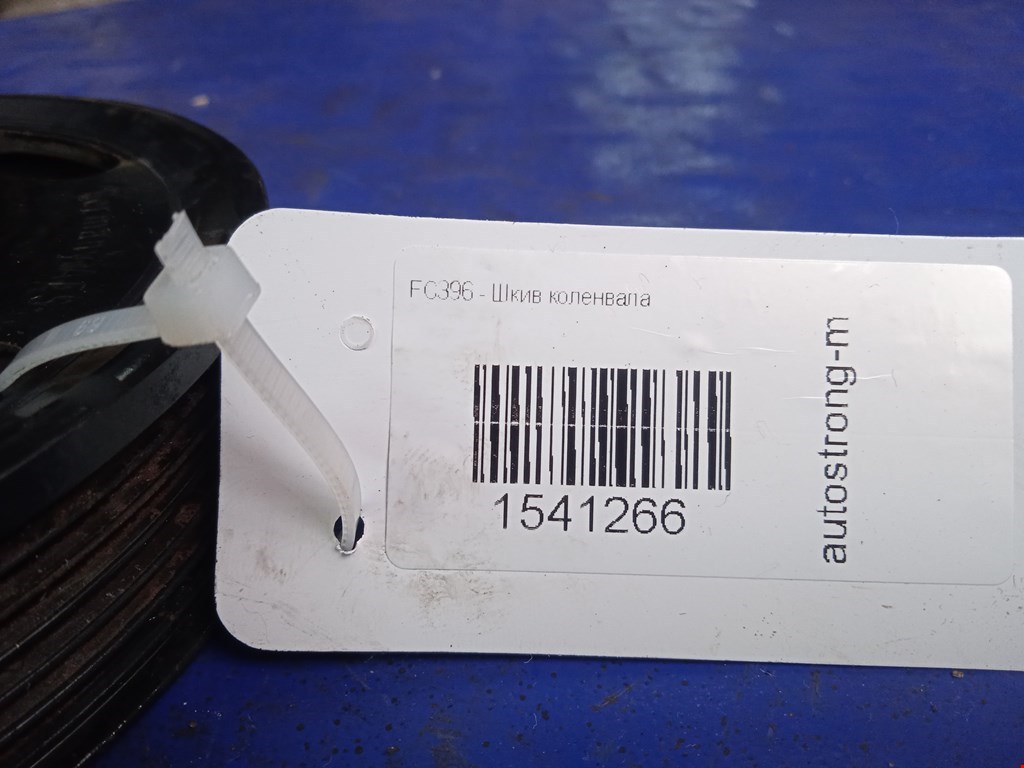 FC396 - Шкив коленвала
1541266
autostrong-m